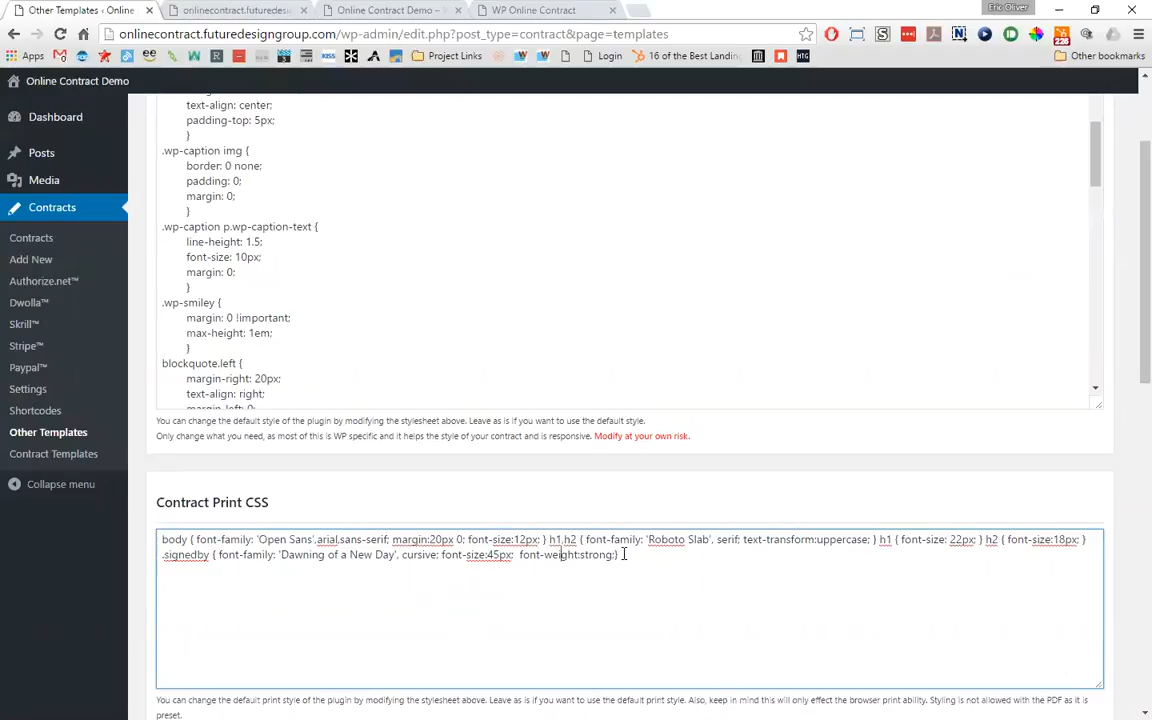 Other Templates ‹ Online
onlinecontract.futuredesi
Online Contract Demo –
WP Online Contract
Eric Oliver
onlinecontract.futuredesigngroup.com/wp-admin/edit.php?post_type=contract&page=templates
Apps
Project Links
Login
16 of the Best Landing
Other bookmarks
Online Contract Demo
Dashboard
Posts
Media
Contracts
Contracts
Add New
Authorize.net™
Dwolla™
Skrill™
Stripe™
Paypal™
Settings
Shortcodes
Other Templates
Contract Templates
Collapse menu
text-align: center;
padding-top: 5px;
}
.wp-caption img {
border: 0 none;
padding: 0;
margin: 0;
}
.wp-caption p.wp-caption-text {
line-height: 1.5;
font-size: 10px;
margin: 0;
}
.wp-smiley {
margin: 0 !important;
max-height: 1em;
}
blockquote.left {
margin-right: 20px;
text-align: right;
margin-left: 0;
You can change the default style of the plugin by modifying the stylesheet above. Leave as is if you want to use the default style.
Only change what you need, as most of this is WP specific and it helps the style of your contract and is responsive. Modify at your own risk.
Contract Print CSS
body { font-family: 'Open Sans',arial,sans-serif; margin:20px 0; font-size:12px; } h1,h2 { font-family: 'Roboto Slab', serif; text-transform:uppercase; } h1 { font-size: 22px; } h2 { font-size:18px; }
.signedby { font-family: 'Dawning of a New Day', cursive; font-size:45px; font-weight:strong;}
You can change the default print style of the plugin by modifying the stylesheet above. Leave as is if you want to use the default print style. Also, keep in mind this will only effect the browser print ability. Styling is not allowed with the PDF as it is
preset.